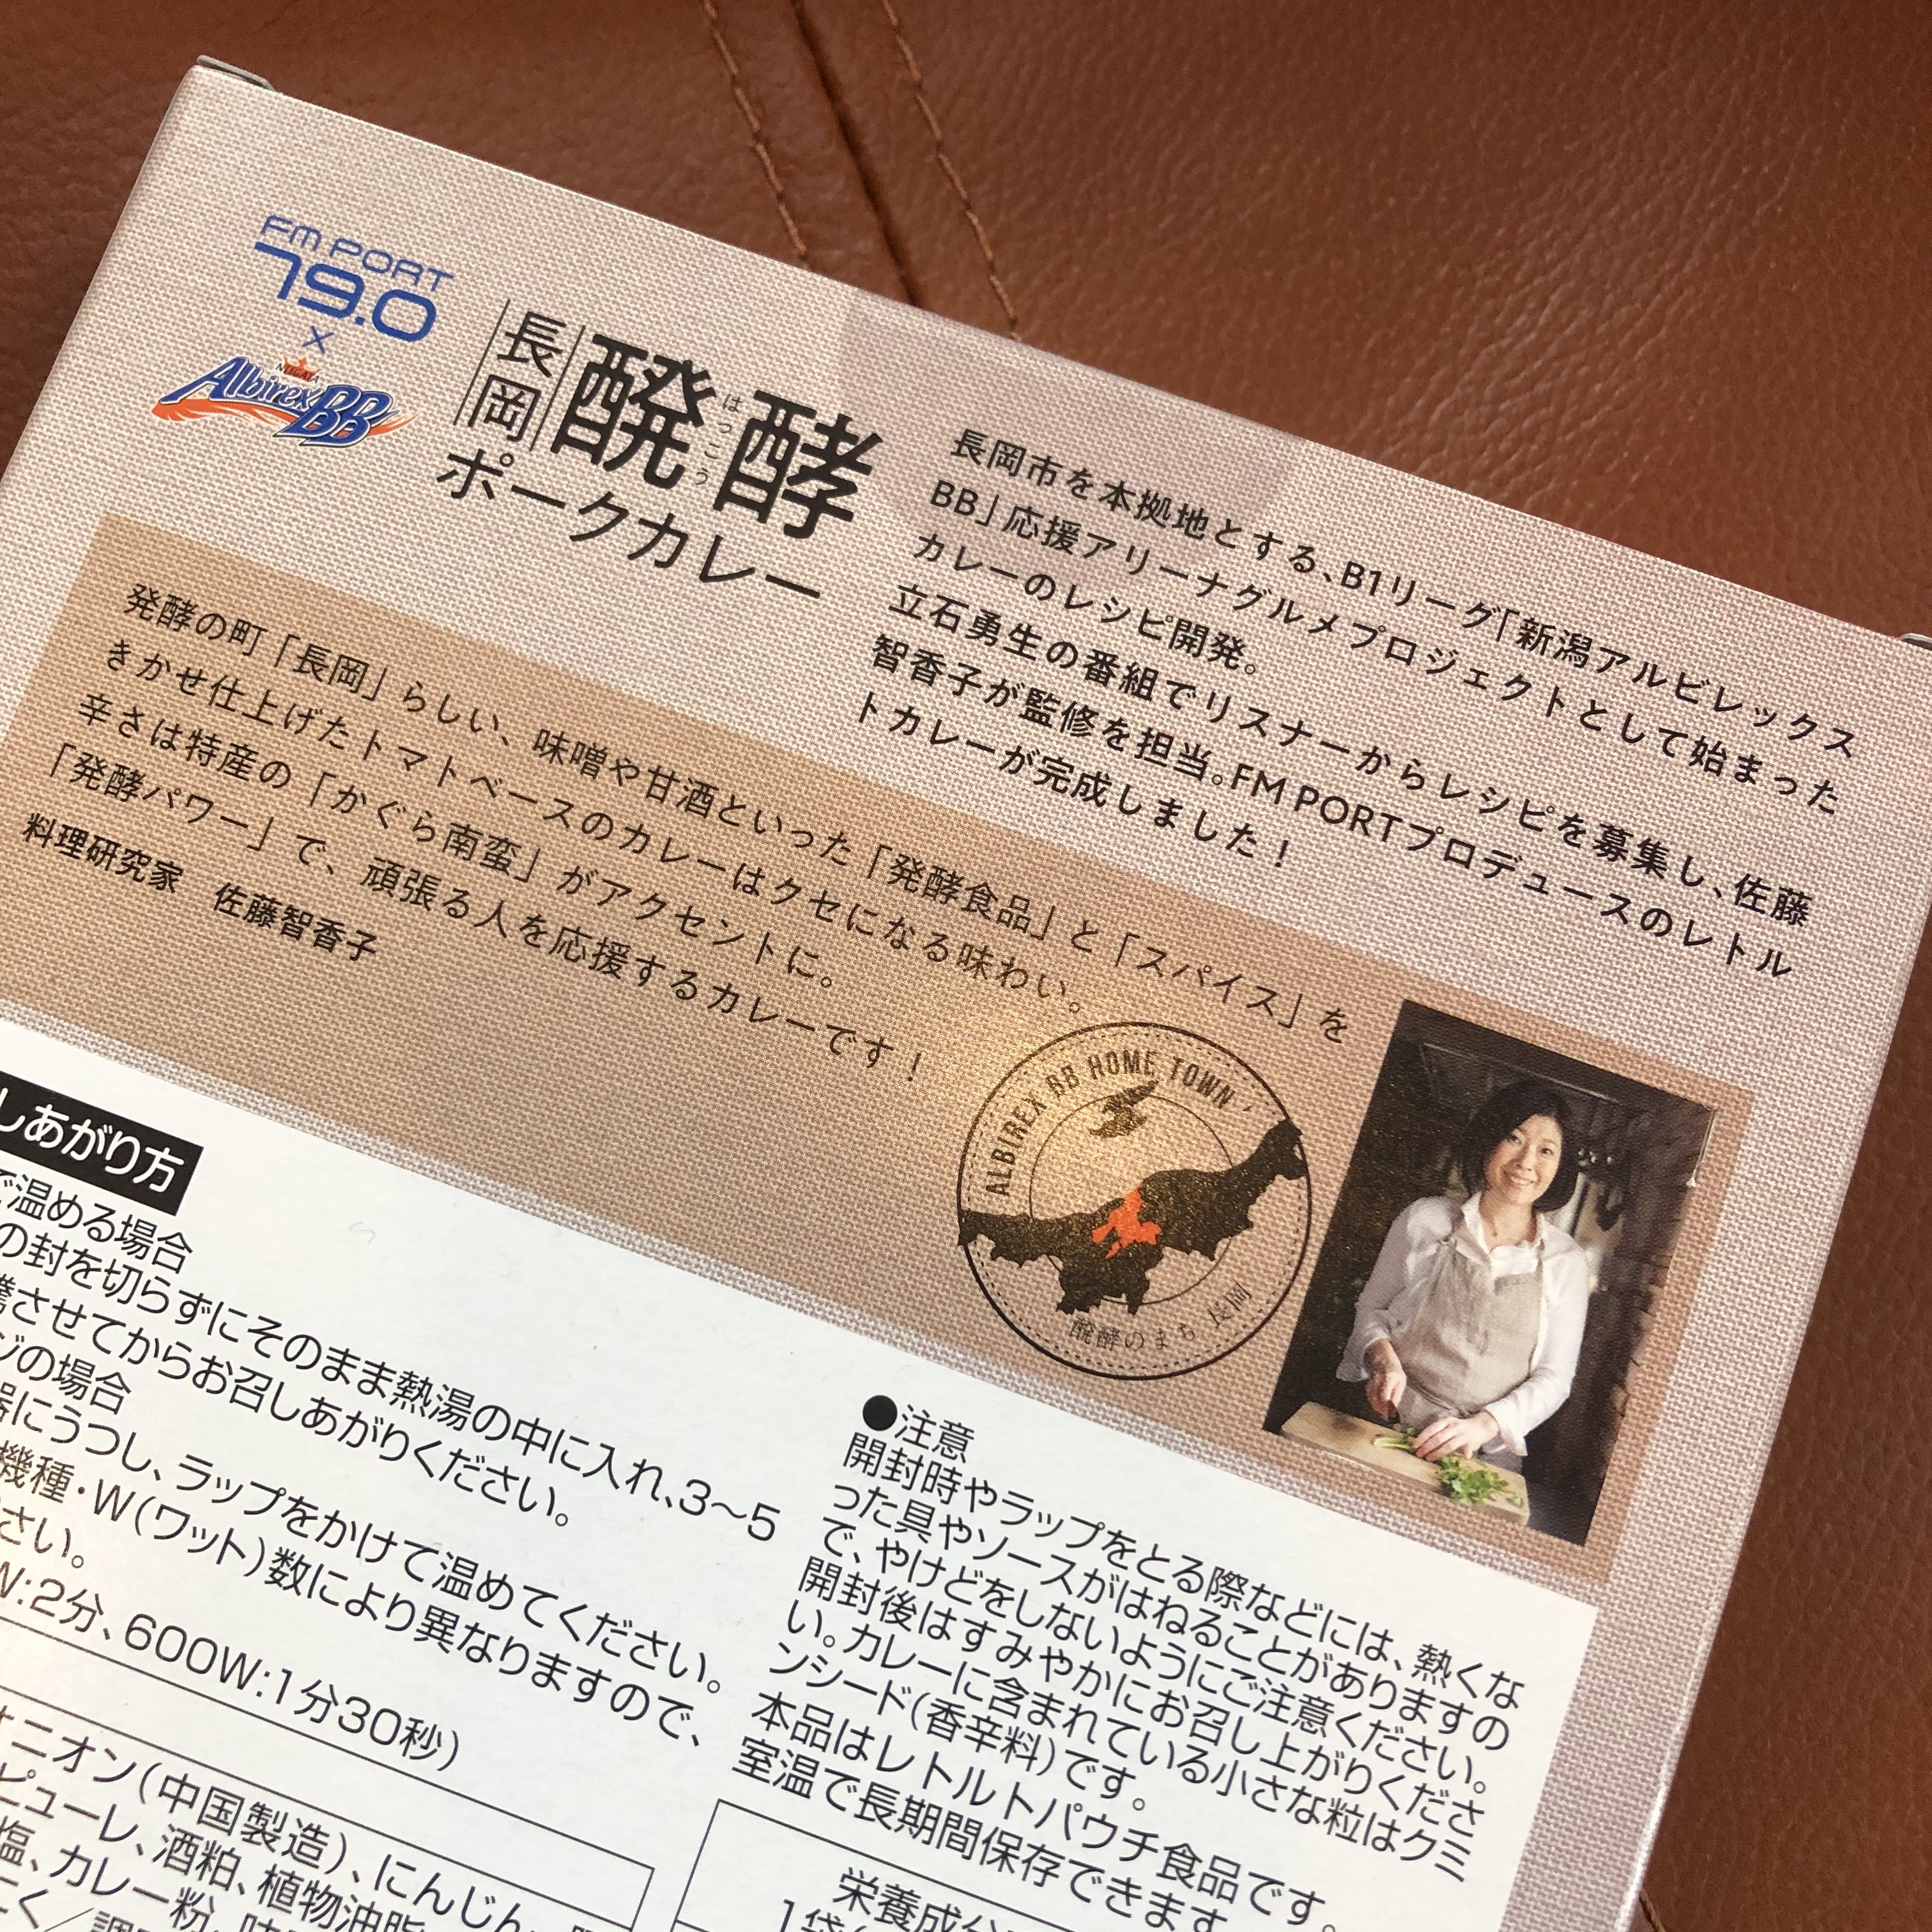 FM PORT
79.0
×
NIIGATA
Albirex BB
長岡
醗酵
はっこう
ポークカレー
長岡市を本拠地とする、B1リーグ「新潟アルビレックス
BB」応援アリーナグルメプロジェクトとして始まった
カレーのレシピ開発。
立石勇生の番組でリスナーからレシピを募集し、佐藤
智香子が監修を担当。FM PORTプロデュースのレトル
トカレーが完成しました!
発酵の町「長岡」らしい、味噌や甘酒といった「発酵食品」と「スパイス」を
きかせ仕上げたトマトベースのカレーはクセになる味わい。
辛さは特産の「かぐら南蛮」がアクセントに。
「発酵パワー」で、頑張る人を応援するカレーです!
料理研究家 佐藤智香子
ALBIREX BB HOME TOWN
醗酵のまち 長岡
しあがり方
で温める場合
の封を切らずにそのまま熱湯の中に入れ、3〜5
騰させてからお召しあがりください。
ジの場合
器にうつし、ラップをかけて温めてください。
機種・W(ワット)数により異なりますので、
さい。
W:2分、600W:1分30秒)
オニオン(中国製造)、にんじん
ピューレ、酒粕、植物油脂
塩、カレー粉
●注意
開封時やラップをとる際などには、熱くな
った具やソースがはねることがありますの
で、やけどをしないようにご注意ください。
開封後はすみやかにお召し上がりくださ
い。カレーに含まれている小さな粒はクミ
ンシード(香辛料)です。
本品はレトルトパウチ食品です。
室温で長期間保存できます
栄養成分
1袋